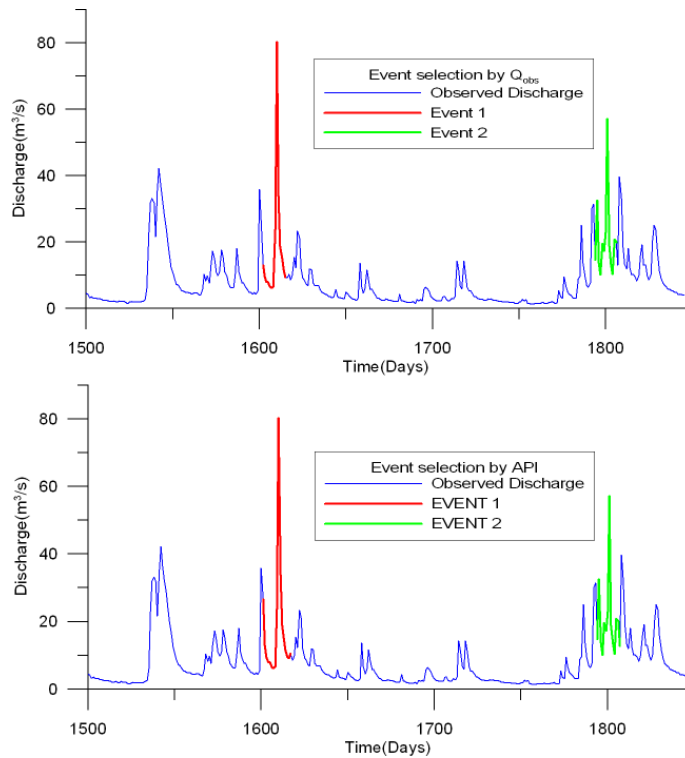 80
60
40
20
0
Discharge(m³/s)
Event selection by Qobs
Observed Discharge
Event 1
Event 2
1500
1600
1700
1800
Time(Days)
80
60
40
20
0
Discharge(m³/s)
Event selection by API
Observed Discharge
EVENT 1
EVENT 2
1500
1600
1700
1800
Time(Days)